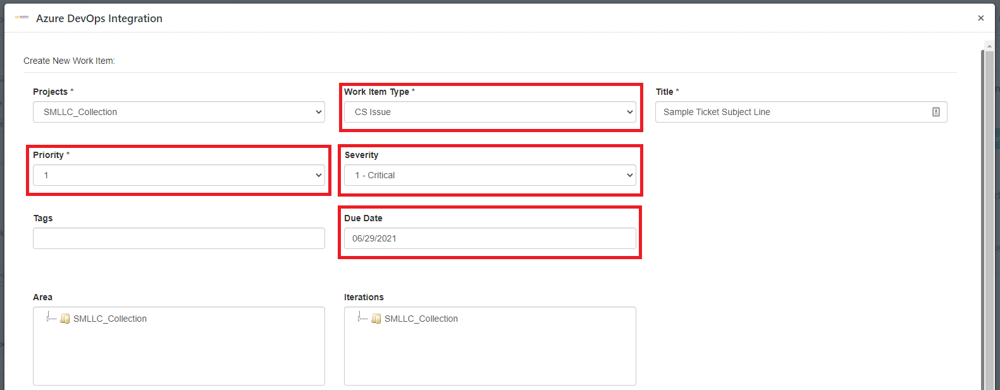 Azure DevOps Integration
×
Create New Work Item:
Projects *
Work Item Type *
Title *
SMLLC_Collection
CS Issue
Sample Ticket Subject Line
Priority *
Severity
1
1 - Critical
Tags
Due Date
06/29/2021
Area
Iterations
SMLLC_Collection
SMLLC_Collection